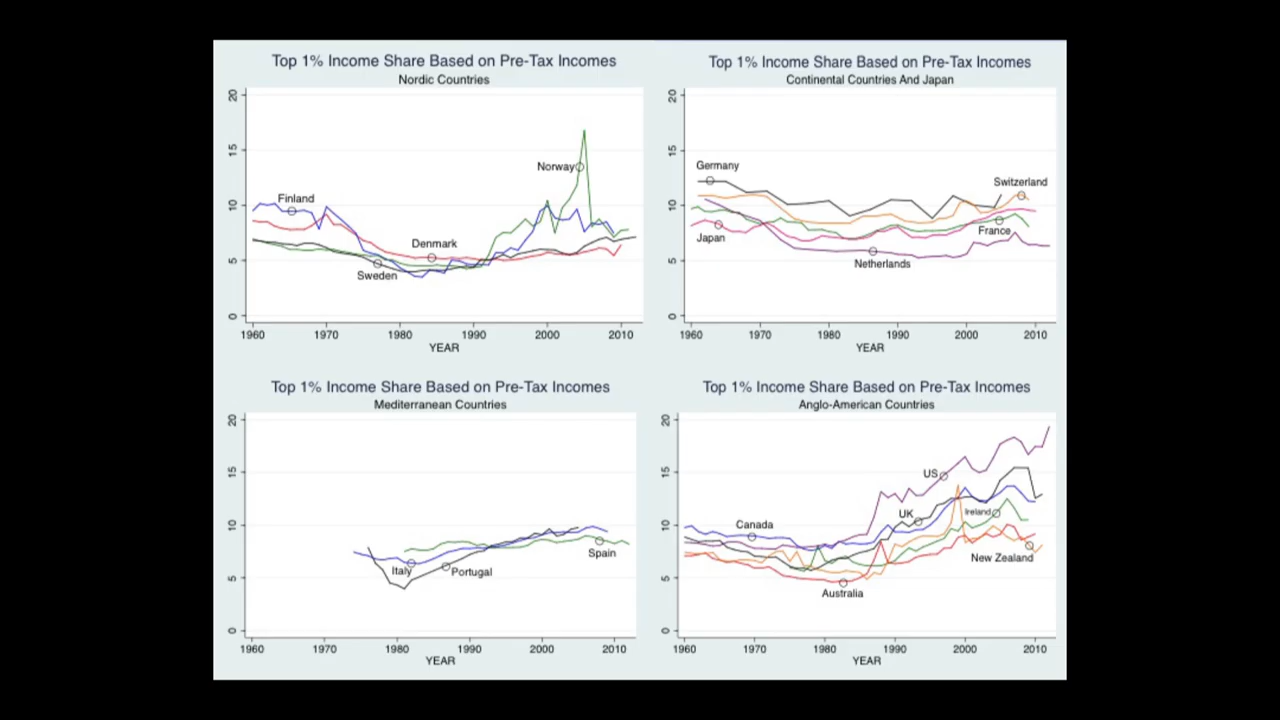 Top 1% Income Share Based on Pre-Tax Incomes
Nordic Countries
20
15
10
5
0
Norway
Finland
Denmark
Sweden
1960 1970 1980 1990 2000 2010
YEAR
Top 1% Income Share Based on Pre-Tax Incomes
Continental Countries And Japan
20
15
10
5
0
Germany
Switzerland
Japan
France
Netherlands
1960 1970 1980 1990 2000 2010
YEAR
Top 1% Income Share Based on Pre-Tax Incomes
Mediterranean Countries
20
15
10
5
0
Spain
Italy
Portugal
1960 1970 1980 1990 2000 2010
YEAR
Top 1% Income Share Based on Pre-Tax Incomes
Anglo-American Countries
20
15
10
5
0
US
UK
Ireland
Canada
New Zealand
Australia
1960 1970 1980 1990 2000 2010
YEAR